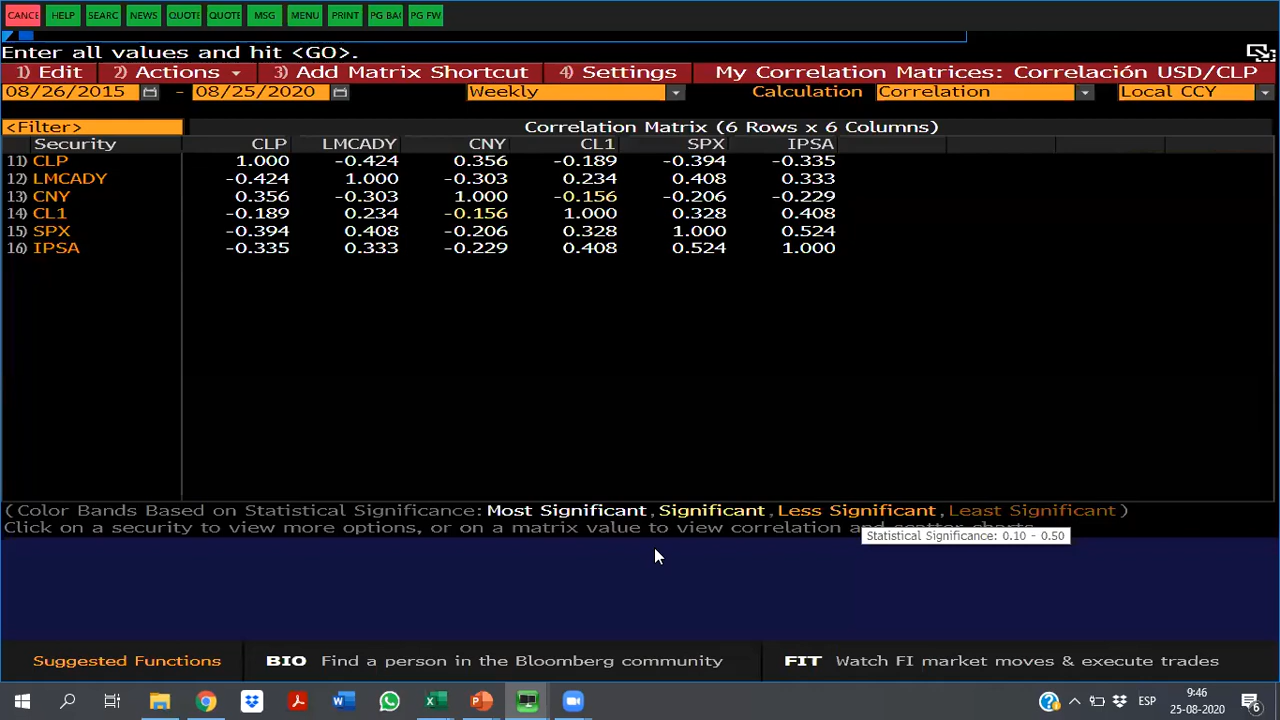 CANCE HELP SEARC NEWS QUOTE QUOTE MSG MENU PRINT PG BAC PG FW
Enter all values and hit <GO>.
1) Edit 2) Actions 3) Add Matrix Shortcut 4) Settings My Correlation Matrices: Correlación USD/CLP
08/26/2015 - 08/25/2020 Weekly Calculation Correlation Local CCY
<Filter> Correlation Matrix (6 Rows x 6 Columns)
Security CLP LMCADY CNY CL1 SPX IPSA
11) CLP 1.000 -0.424 0.356 -0.189 -0.394 -0.335
12) LMCADY -0.424 1.000 -0.303 0.234 0.408 0.333
13) CNY 0.356 -0.303 1.000 -0.156 -0.206 -0.229
14) CL1 -0.189 0.234 -0.156 1.000 0.328 0.408
15) SPX -0.394 0.408 -0.206 0.328 1.000 0.524
16) IPSA -0.335 0.333 -0.229 0.408 0.524 1.000
(Color Bands Based on Statistical Significance: Most Significant, Significant, Less Significant, Least Significant)
Click on a security to view more options, or on a matrix value to view correlation and scatter charts.
Statistical Significance: 0.10 - 0.50
Suggested Functions BIO Find a person in the Bloomberg community FIT Watch FI market moves & execute trades
ESP 9:46
25-08-2020 6